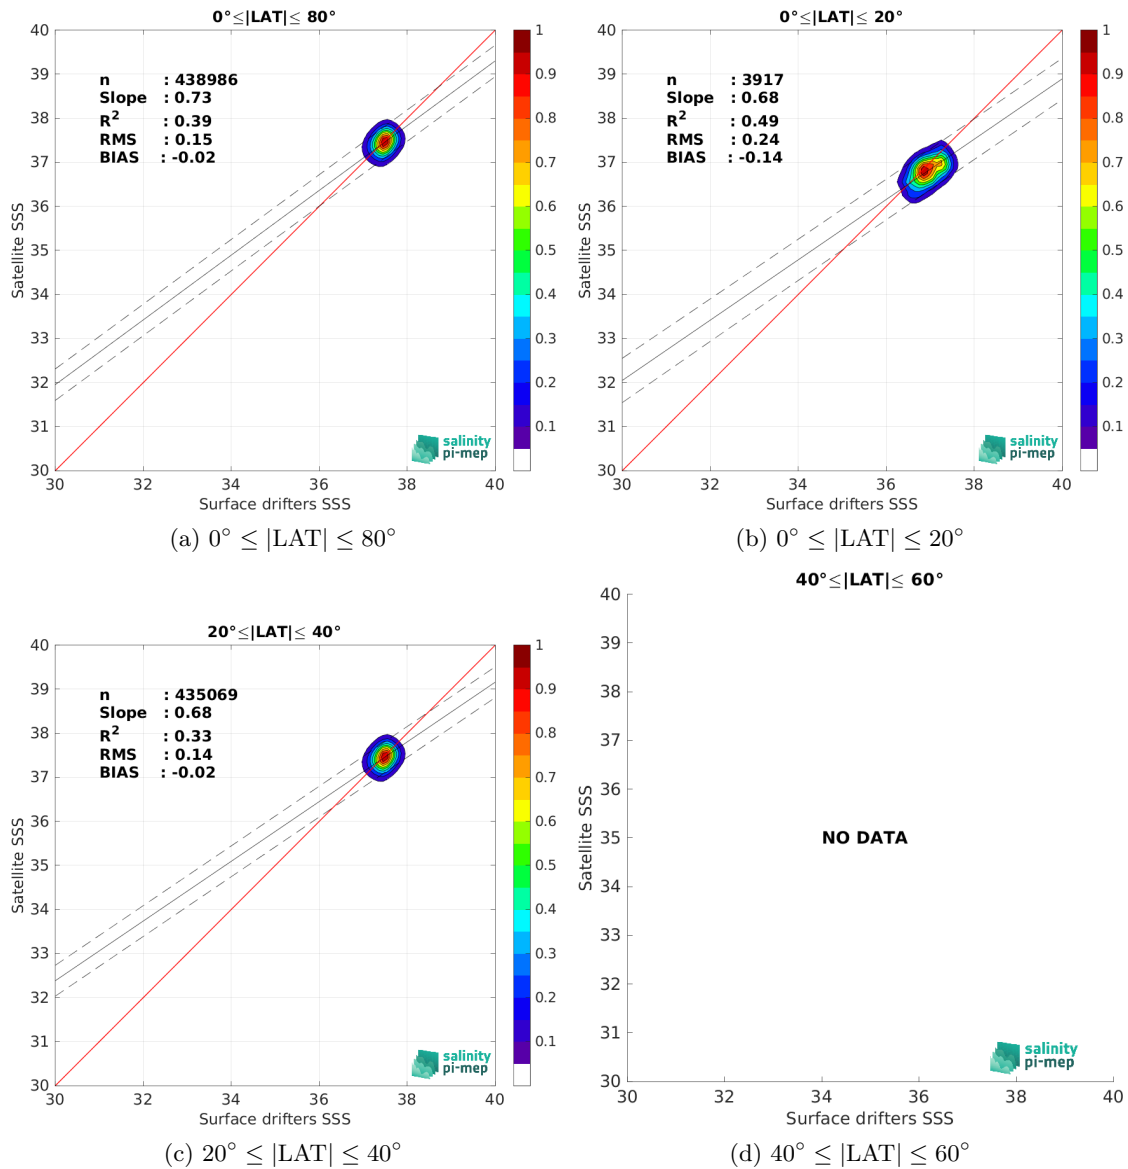 0°≤|LAT|≤ 80°
40
39
38
37
36
35
34
33
32
31
30
Satellite SSS
n : 438986
Slope : 0.73
R² : 0.39
RMS : 0.15
BIAS : -0.02
1
0.9
0.8
0.7
0.6
0.5
0.4
0.3
0.2
0.1
salinity
pi-mep
30 32 34 36 38 40
Surface drifters SSS
(a) 0° ≤ |LAT| ≤ 80°
0°≤|LAT|≤ 20°
40
39
38
37
36
35
34
33
32
31
30
Satellite SSS
n : 3917
Slope : 0.68
R² : 0.49
RMS : 0.24
BIAS : -0.14
1
0.9
0.8
0.7
0.6
0.5
0.4
0.3
0.2
0.1
salinity
pi-mep
30 32 34 36 38 40
Surface drifters SSS
(b) 0° ≤ |LAT| ≤ 20°
20°≤|LAT|≤ 40°
40
39
38
37
36
35
34
33
32
31
30
Satellite SSS
n : 435069
Slope : 0.68
R² : 0.33
RMS : 0.14
BIAS : -0.02
1
0.9
0.8
0.7
0.6
0.5
0.4
0.3
0.2
0.1
salinity
pi-mep
30 32 34 36 38 40
Surface drifters SSS
(c) 20° ≤ |LAT| ≤ 40°
40°≤|LAT|≤ 60°
40
39
38
37
36
35
34
33
32
31
30
Satellite SSS
NO DATA
salinity
pi-mep
30 32 34 36 38 40
Surface drifters SSS
(d) 40° ≤ |LAT| ≤ 60°